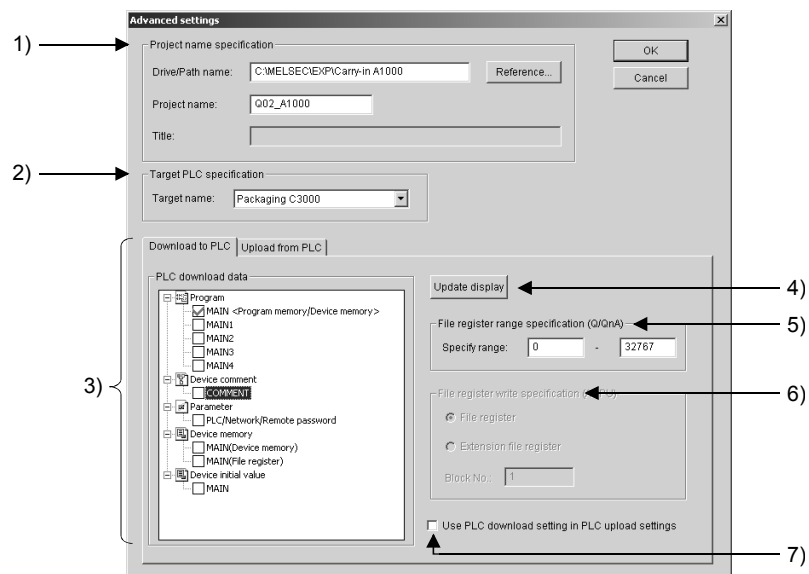 Advanced settings
1)
Project name specification
Drive/Path name: C:\MELSEC\EXP\Carry-in A1000 Reference...
OK
Cancel
Project name: Q02_A1000
Title:
2)
Target PLC specification
Target name: Packaging C3000
3)
Download to PLC Upload from PLC
PLC download data
Program
MAIN <Program memory/Device memory>
MAIN1
MAIN2
MAIN3
MAIN4
Device comment
COMMENT
Parameter
PLC/Network/Remote password
Device memory
MAIN(Device memory)
MAIN(File register)
Device initial value
MAIN
Update display
4)
File register range specification (Q/QnA)
5)
Specify range: 0 - 32767
File register write specification
6)
File register
Extension file register
Block No.: 1
Use PLC download setting in PLC upload settings
7)